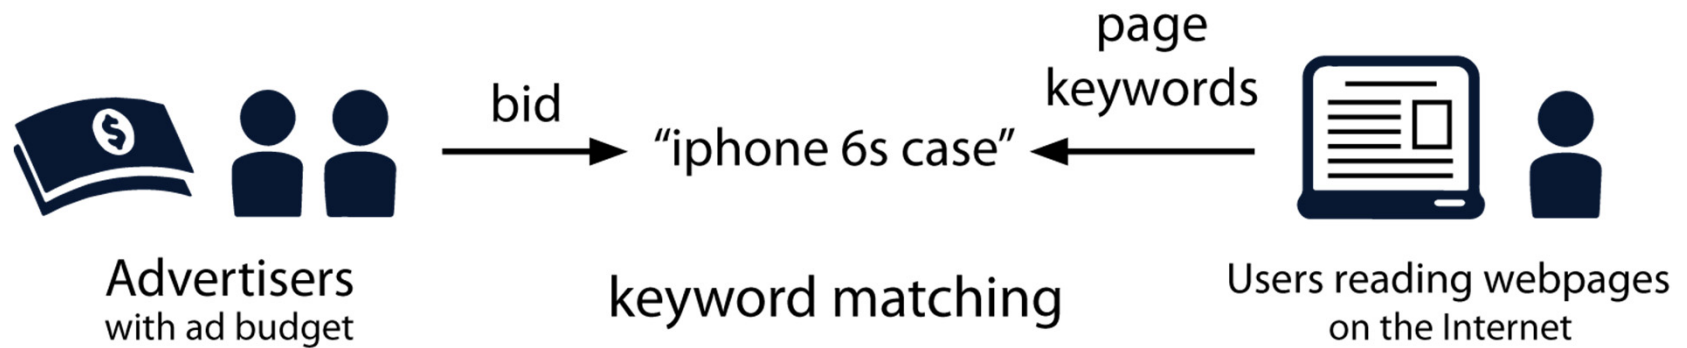 Advertisers
with ad budget
bid
“iphone 6s case”
keyword matching
page
keywords
Users reading webpages
on the Internet
$